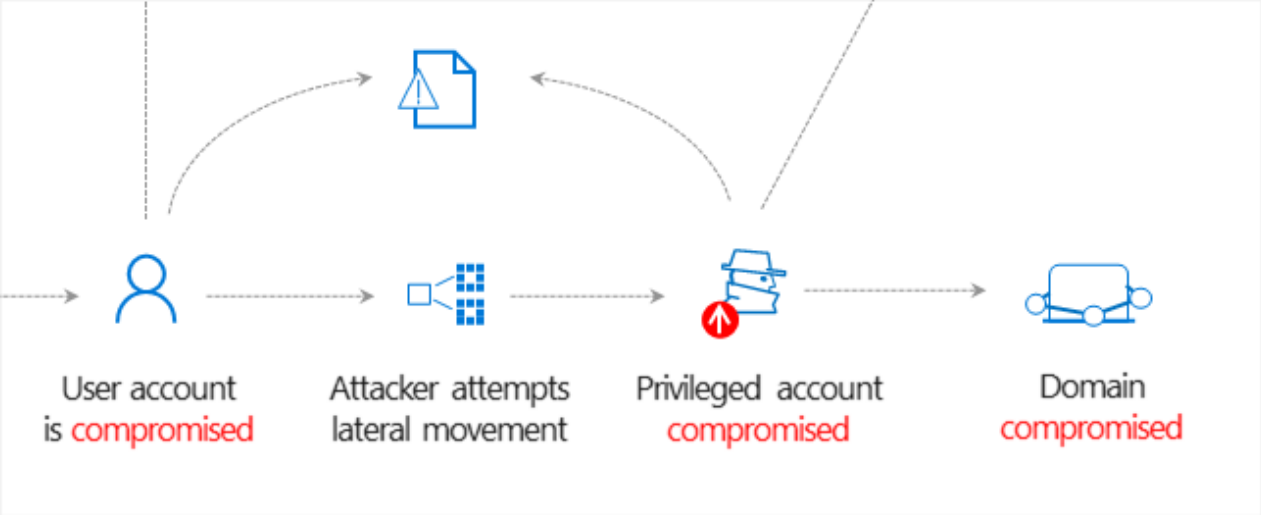 User account
is compromised
Attacker attempts
lateral movement
Privileged account
compromised
Domain
compromised